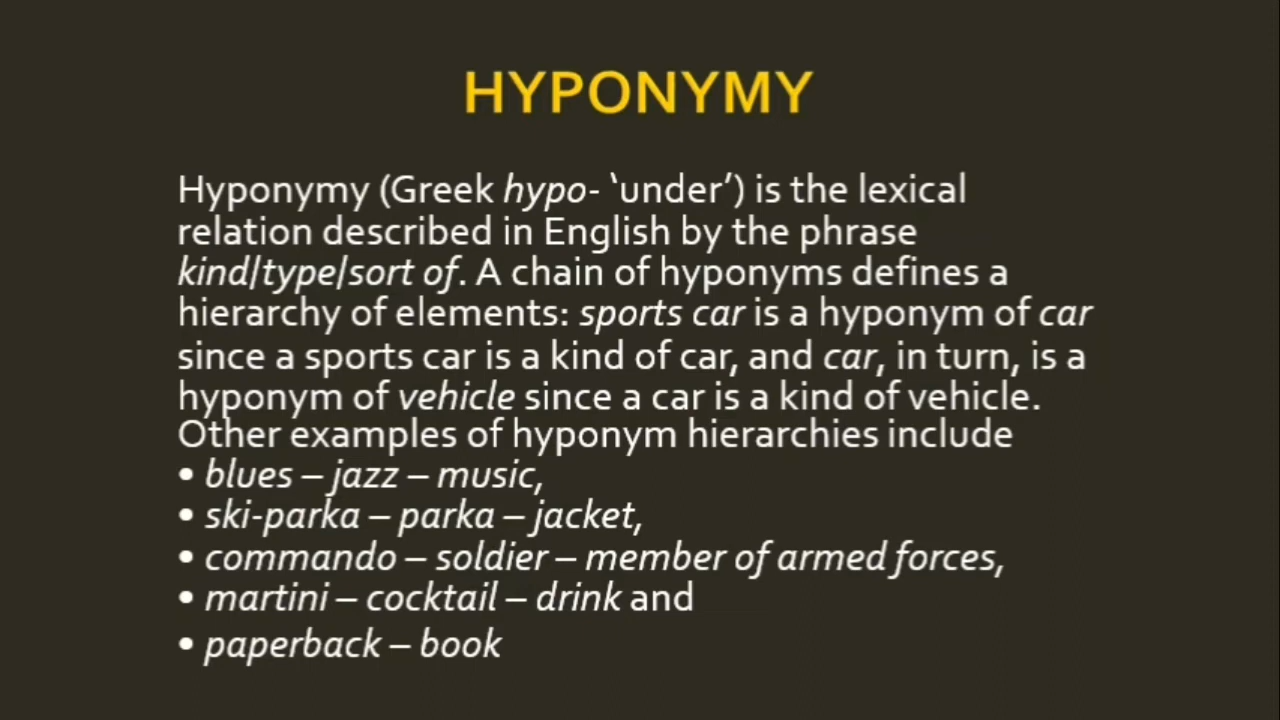 HYPONYMY
Hyponymy (Greek hypo- ‘under’) is the lexical
relation described in English by the phrase
kind/type/sort of. A chain of hyponyms defines a
hierarchy of elements: sports car is a hyponym of car
since a sports car is a kind of car, and car, in turn, is a
hyponym of vehicle since a car is a kind of vehicle.
Other examples of hyponym hierarchies include
• blues – jazz – music,
• ski-parka – parka – jacket,
• commando – soldier – member of armed forces,
• martini – cocktail – drink and
• paperback – book